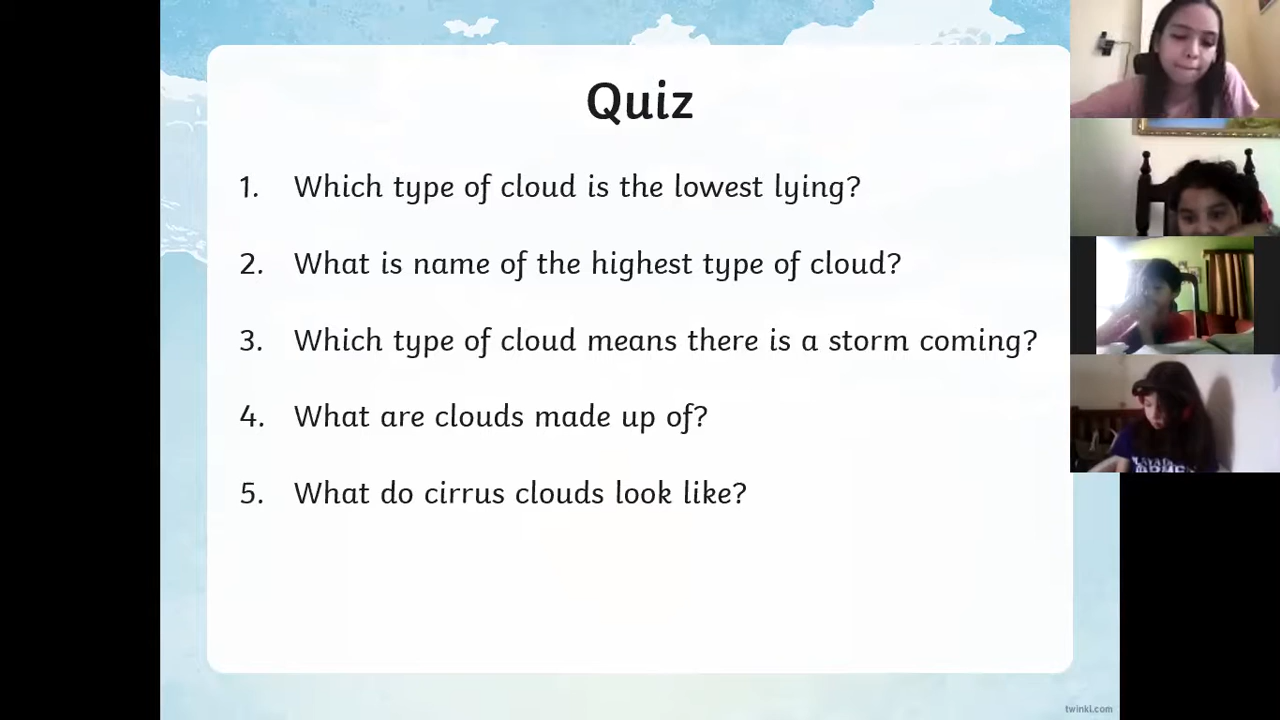 Quiz
1. Which type of cloud is the lowest lying?
2. What is name of the highest type of cloud?
3. Which type of cloud means there is a storm coming?
4. What are clouds made up of?
5. What do cirrus clouds look like?
twinkl.com